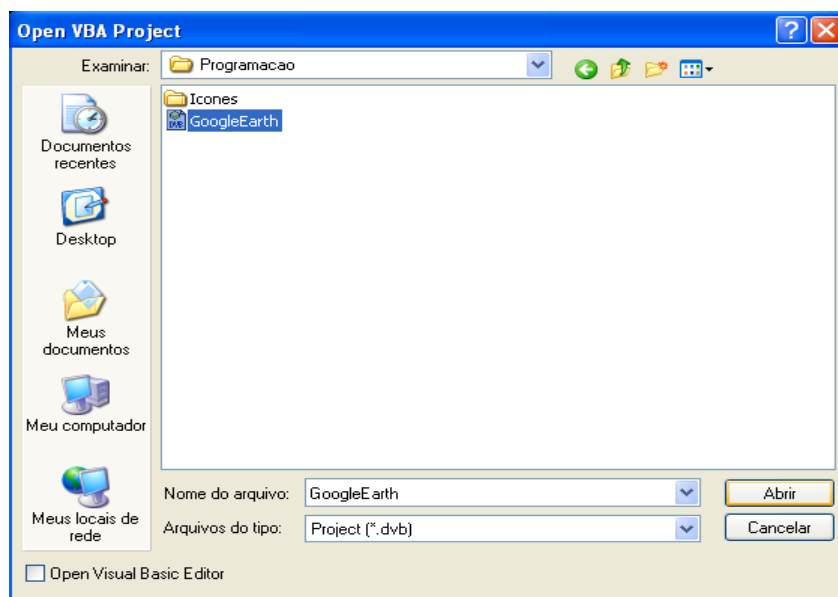 Open VBA Project
Examinar:
Programacao
Icones
GoogleEarth
Documentos
recentes
Desktop
Meus
documentos
Meu computador
Meus locais de
rede
Nome do arquivo:
GoogleEarth
Abrir
Arquivos do tipo:
Project (*.dvb)
Cancelar
Open Visual Basic Editor